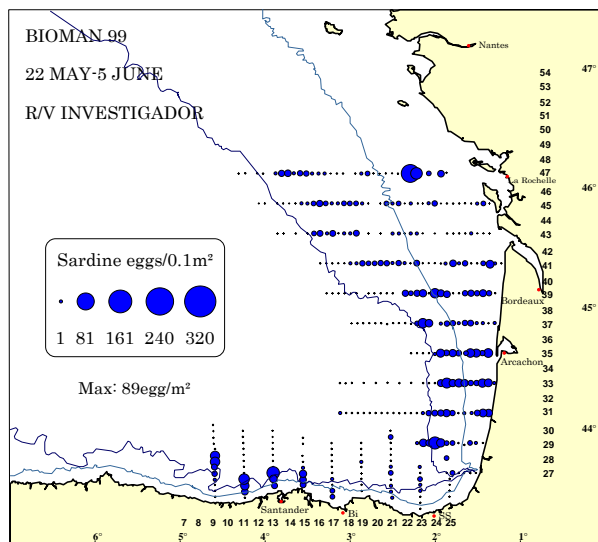 BIOMAN 99
22 MAY-5 JUNE
R/V INVESTIGADOR
Nantes
47°
54
53
52
51
50
49
48
47
La Rochelle
46
46°
45
44
43
42
41
40
39
Bordeaux
45°
38
37
36
35
Arcachon
34
33
32
31
30
44°
29
28
27
Sardine eggs/0.1m²
1 81 161 240 320
Max: 89egg/m²
Santander
Bi
SS
7 8 9 10 11 12 13 14 15 16 17 18 19 20 21 22 23 24 25
6° 5° 4° 3° 2° 1°